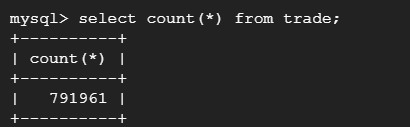 mysql> select count(*) from trade;
+----------+
| count(*) |
+----------+
|   791961 |
+----------+